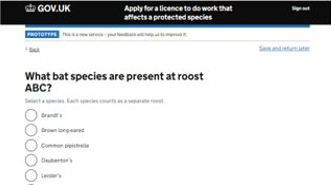 GOV.UK
Apply for a licence to do work that
affects a protected species
Sign out
PROTOTYPE This is a new service - your feedback will help us to improve it.
Back
Save and return later
What bat species are present at roost
ABC?
Select a species. Each species counts as a separate roost.
Brandt's
Brown long-eared
Common pipistrelle
Daubenton's
Leisler's